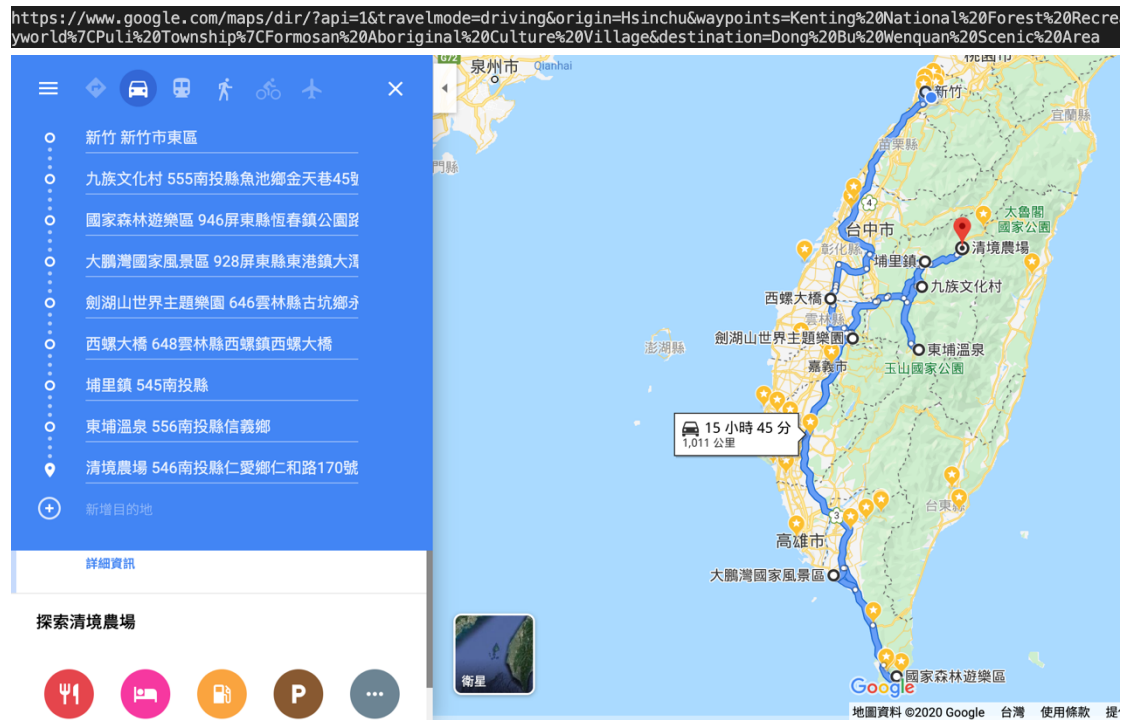 https://www.google.com/maps/dir/?api=1&travelmode=driving&origin=Hsinchu&waypoints=Kenting%20National%20Forest%20Recre
yworld%7CPuli%20Township%7CFormosan%20Aboriginal%20Culture%20Village&destination=Dong%20Bu%20Wenquan%20Scenic%20Area
新竹 新竹市東區
九族文化村 555南投縣魚池鄉金天巷45號
國家森林遊樂區 946屏東縣恆春鎮公園路
大鵬灣國家風景區 928屏東縣東港鎮大潭
劍湖山世界主題樂園 646雲林縣古坑鄉永
西螺大橋 648雲林縣西螺鎮西螺大橋
埔里鎮 545南投縣
東埔溫泉 556南投縣信義鄉
清境農場 546南投縣仁愛鄉仁和路170號
新增目的地
詳細資訊
探索清境農場
P
G72
泉州市
Qianhai
門縣
桃園市
新竹
宜蘭縣
苗栗縣
4
太魯閣
國家公園
台中市
彰化縣
清境農場
埔里鎮
九族文化村
西螺大橋
雲林縣
劍湖山世界主題樂園
澎湖縣
東埔溫泉
嘉義市
玉山國家公園
15 小時 45 分
1,011 公里
台東縣
3
高雄市
大鵬灣國家風景區
國家森林遊樂區
衛星
Google
地圖資料 ©2020 Google 台灣 使用條款